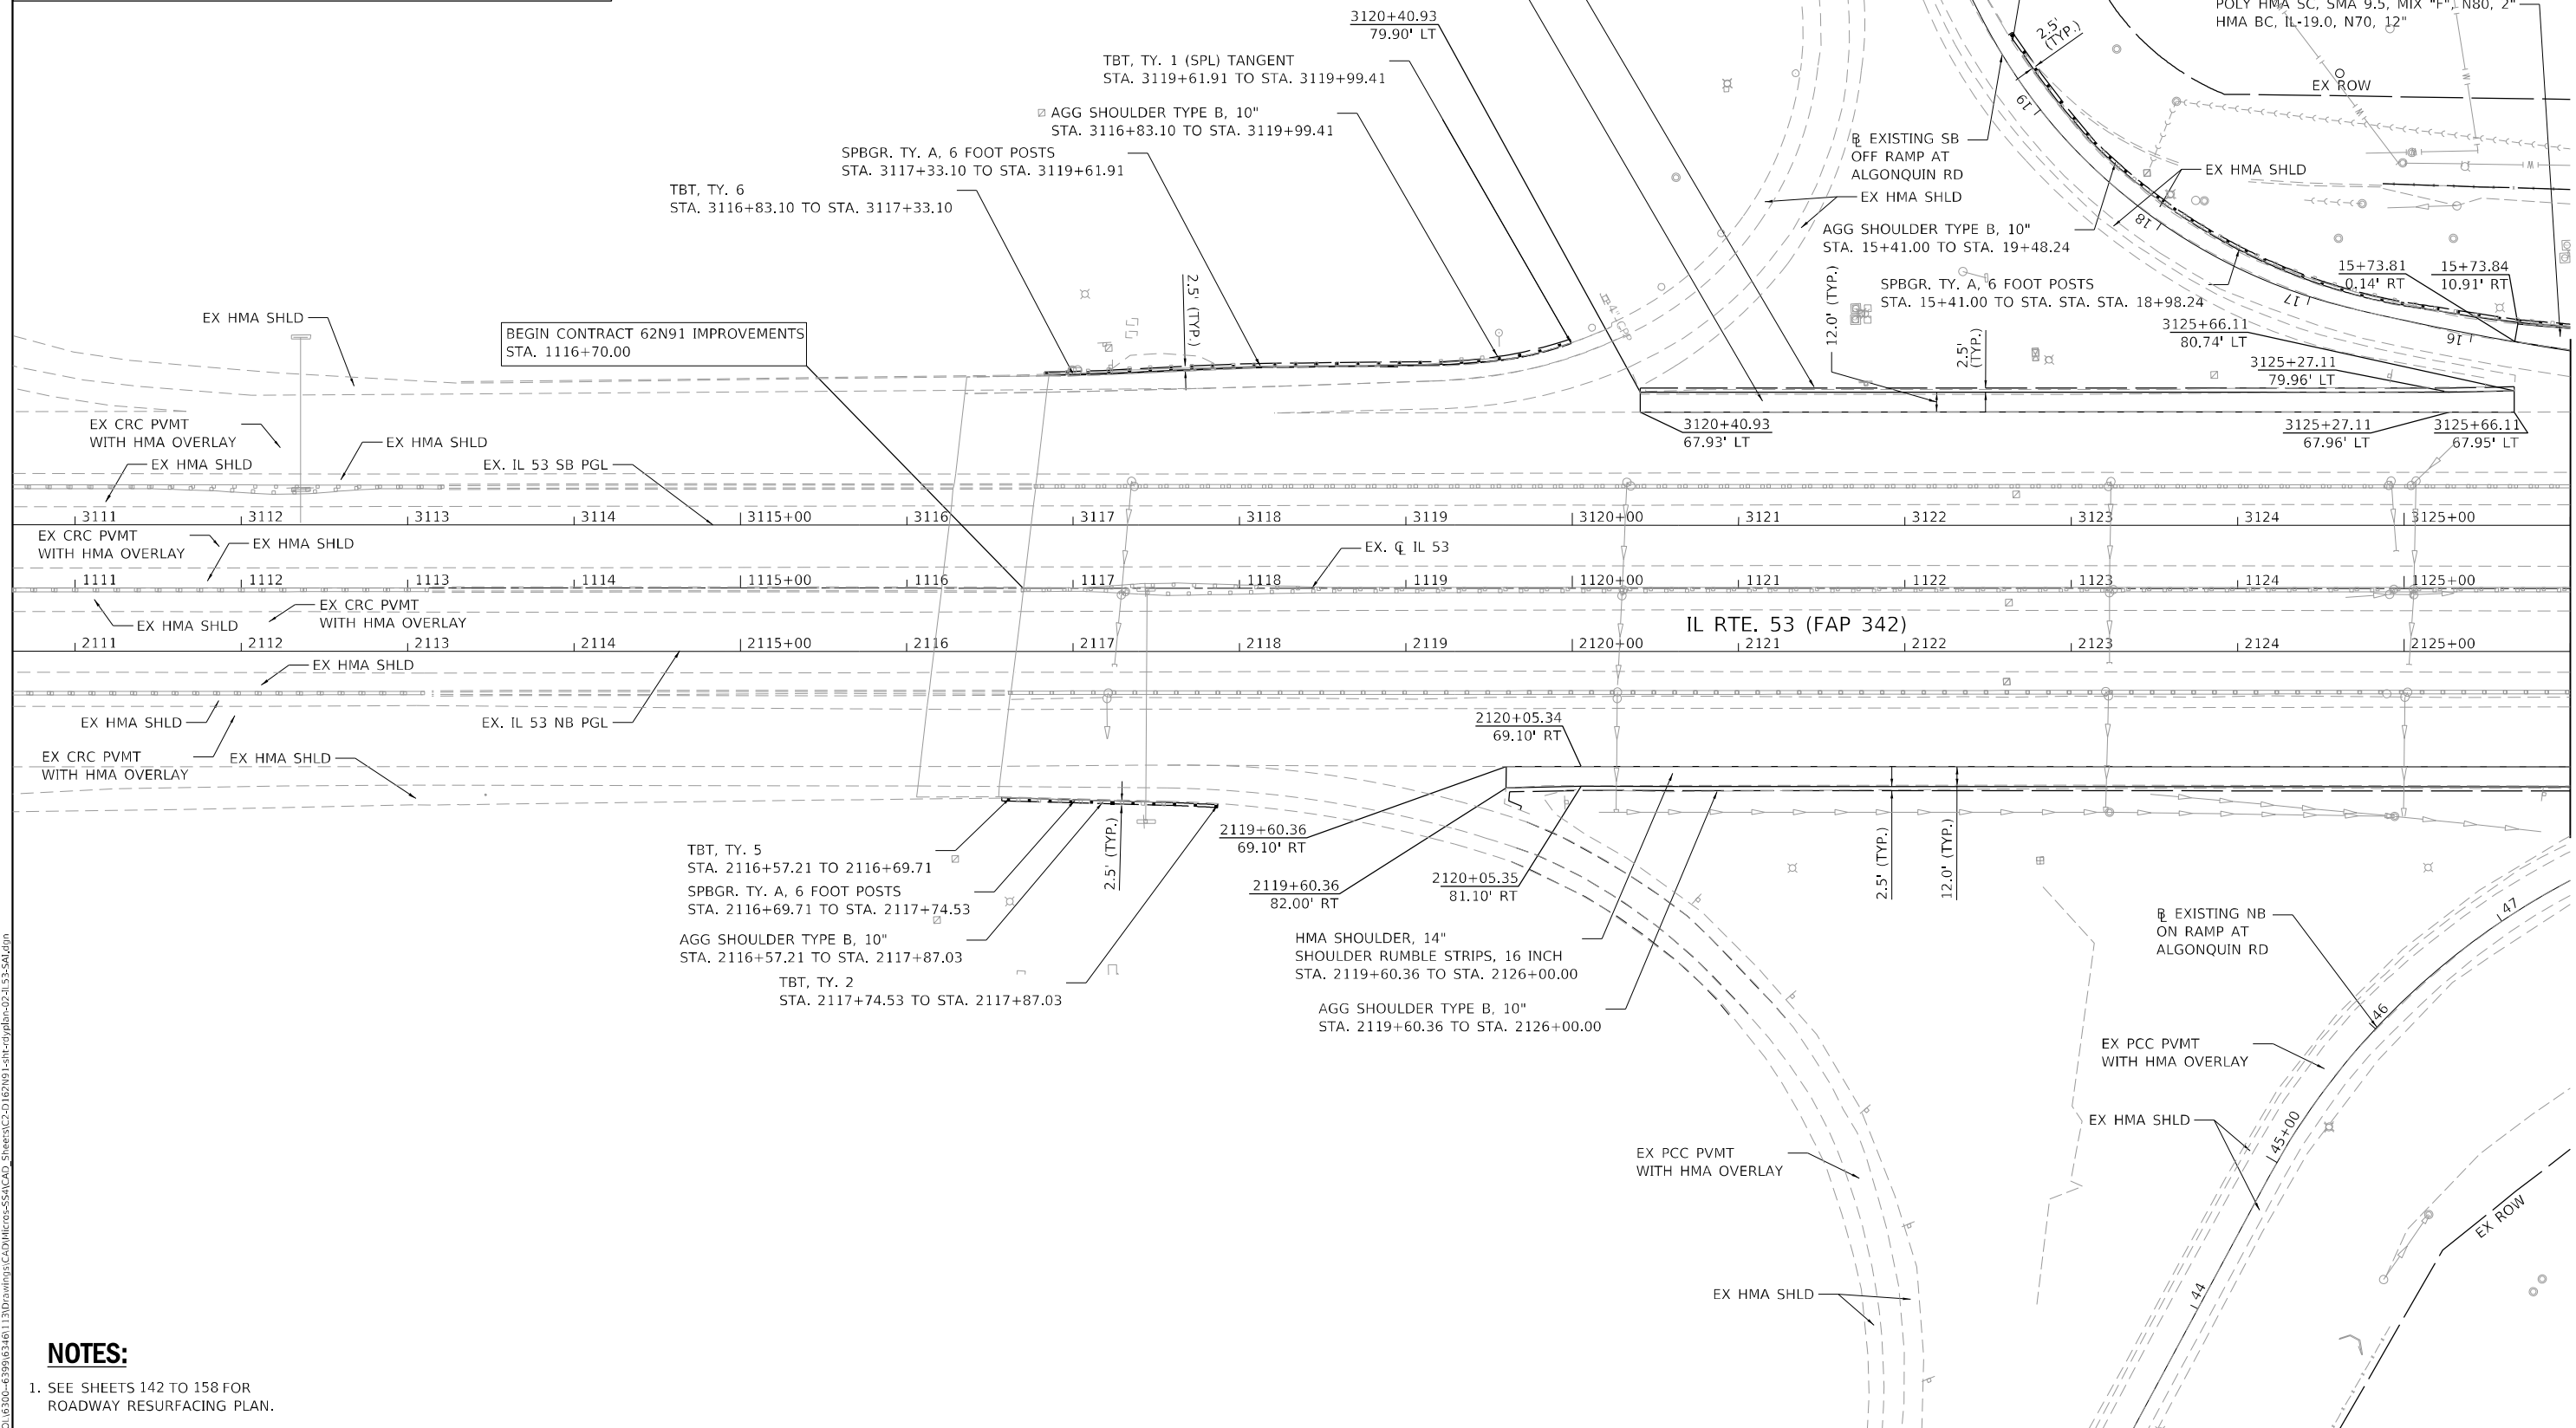 POLY HMA SC, SMA 9.5, MIX "F", N80, 2"
HMA BC, IL-19.0, N70, 12"
3120+40.93
79.90' LT
TBT, TY. 1 (SPL) TANGENT
STA. 3119+61.91 TO STA. 3119+99.41
AGG SHOULDER TYPE B, 10"
STA. 3116+83.10 TO STA. 3119+99.41
SPBGR. TY. A, 6 FOOT POSTS
STA. 3117+33.10 TO STA. 3119+61.91
TBT, TY. 6
STA. 3116+83.10 TO STA. 3117+33.10
2.5'
(TYP.)
EX ROW
19
18
17
16
℄ EXISTING SB
OFF RAMP AT
ALGONQUIN RD
EX HMA SHLD
EX HMA SHLD
AGG SHOULDER TYPE B, 10"
STA. 15+41.00 TO STA. 19+48.24
SPBGR. TY. A, 6 FOOT POSTS
STA. 15+41.00 TO STA. STA. STA. 18+98.24
15+73.81
0.14' RT
15+73.84
10.91' RT
3125+66.11
80.74' LT
3125+27.11
79.96' LT
12.0' (TYP.)
2.5'
(TYP.)
2.5' (TYP.)
EX HMA SHLD
BEGIN CONTRACT 62N91 IMPROVEMENTS
STA. 1116+70.00
3120+40.93
67.93' LT
3125+27.11
67.96' LT
3125+66.11
67.95' LT
EX CRC PVMT
WITH HMA OVERLAY
EX HMA SHLD
EX HMA SHLD
EX. IL 53 SB PGL
3111 3112 3113 3114 3115+00 3116 3117 3118 3119 3120+00 3121 3122 3123 3124 3125+00
EX CRC PVMT
WITH HMA OVERLAY
EX HMA SHLD
EX. ℄ IL 53
1111 1112 1113 1114 1115+00 1116 1117 1118 1119 1120+00 1121 1122 1123 1124 1125+00
EX CRC PVMT
WITH HMA OVERLAY
EX HMA SHLD
IL RTE. 53 (FAP 342)
2111 2112 2113 2114 2115+00 2116 2117 2118 2119 2120+00 2121 2122 2123 2124 2125+00
EX HMA SHLD
EX HMA SHLD
EX. IL 53 NB PGL
EX CRC PVMT
WITH HMA OVERLAY
EX HMA SHLD
2120+05.34
69.10' RT
2119+60.36
69.10' RT
2119+60.36
82.00' RT
2120+05.35
81.10' RT
2.5' (TYP.)
2.5' (TYP.)
12.0' (TYP.)
TBT, TY. 5
STA. 2116+57.21 TO 2116+69.71
SPBGR. TY. A, 6 FOOT POSTS
STA. 2116+69.71 TO STA. 2117+74.53
AGG SHOULDER TYPE B, 10"
STA. 2116+57.21 TO STA. 2117+87.03
TBT, TY. 2
STA. 2117+74.53 TO STA. 2117+87.03
HMA SHOULDER, 14"
SHOULDER RUMBLE STRIPS, 16 INCH
STA. 2119+60.36 TO STA. 2126+00.00
AGG SHOULDER TYPE B, 10"
STA. 2119+60.36 TO STA. 2126+00.00
℄ EXISTING NB
ON RAMP AT
ALGONQUIN RD
47
46
45+00
44
EX PCC PVMT
WITH HMA OVERLAY
EX HMA SHLD
EX PCC PVMT
WITH HMA OVERLAY
EX HMA SHLD
EX ROW
NOTES:
1. SEE SHEETS 142 TO 158 FOR
ROADWAY RESURFACING PLAN.